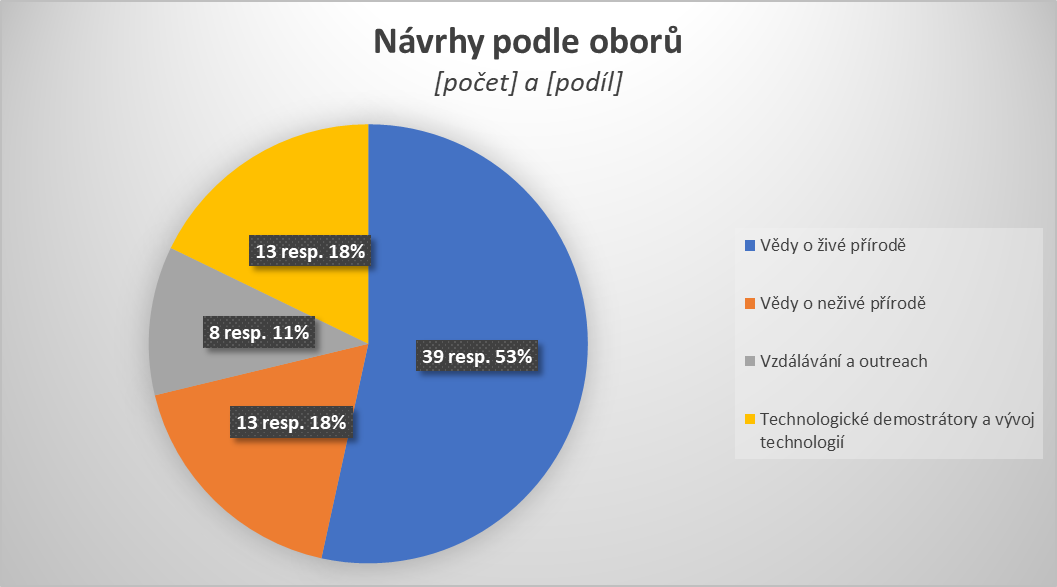 Návrhy podle oborů
[počet] a [podíl]
13 resp. 18%
8 resp. 11%
39 resp. 53%
13 resp. 18%
Vědy o živé přírodě
Vědy o neživé přírodě
Vzdálávání a outreach
Technologické demostrátory a vývoj
technologií